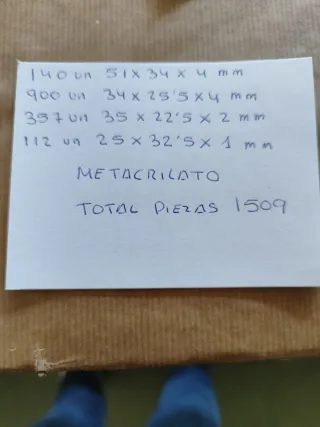 140 un 51 x 34 x 4 mm
900 un 34 x 25'5 x 4 mm
357 un 35 x 22'5 x 2 mm
112 un 25 x 32'5 x 1 mm
METACRILATO
TOTAL PIEZAS 1509